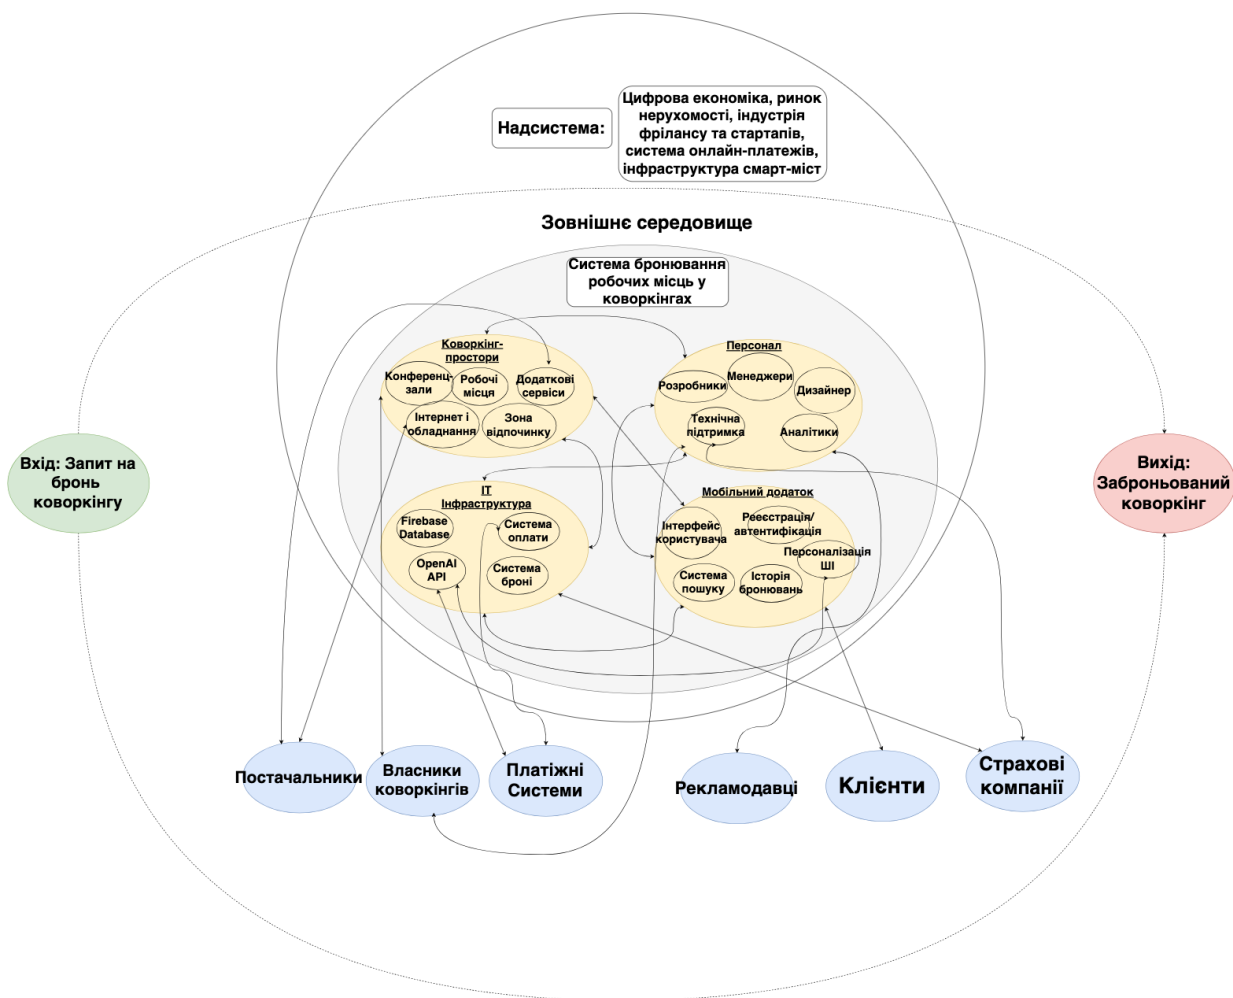 Надсистема:
Цифрова економіка, ринок
нерухомості, індустрія
фрілансу та стартапів,
система онлайн-платежів,
інфраструктура смарт-міст
Зовнішнє середовище
Система бронювання
робочих місць у
коворкінгах
Коворкінг-
простори
Конференц-
зали
Робочі
місця
Додаткові
сервіси
Інтернет і
обладнання
Зона
відпочинку
Персонал
Розробники
Менеджери
Дизайнер
Технічна
підтримка
Аналітики
Вхід: Запит на
бронь
коворкінгу
Вихід:
Заброньований
коворкінг
ІТ
Інфраструктура
Firebase
Database
Система
оплати
OpenAI
API
Система
броні
Мобільний додаток
Інтерфейс
користувача
Реєстрація/
автентифікація
Персоналізація
ШІ
Система
пошуку
Історія
бронювань
Постачальники
Власники
коворкінгів
Платіжні
Системи
Рекламодавці
Клієнти
Страхові
компанії